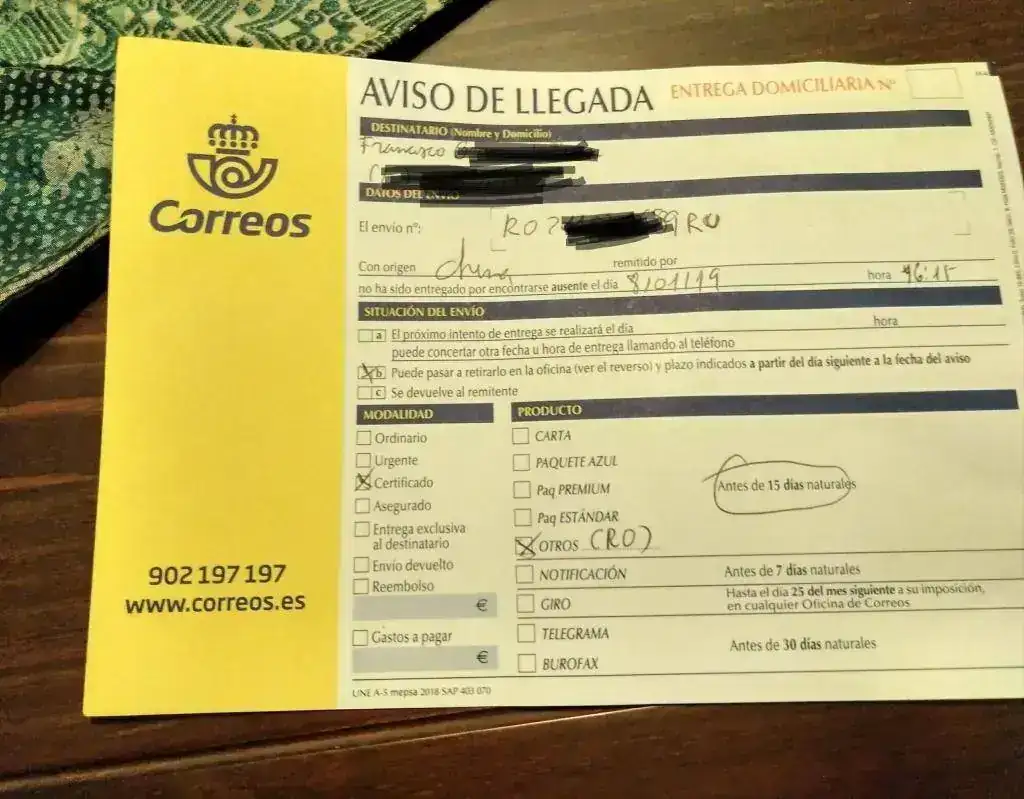 AVISO DE LLEGADA ENTREGA DOMICILIARIA Nº
DESTINATARIO (Nombre y Domicilio)
Francisco
DATOS DEL ENVÍO
Correos
El envío nº: RO 9RU
Con origen china remitido por
no ha sido entregado por encontrarse ausente el día 8/01/19 hora 16:15
SITUACIÓN DEL ENVÍO
a El próximo intento de entrega se realizará el día hora
puede concertar otra fecha u hora de entrega llamando al teléfono
X b Puede pasar a retirarlo en la oficina (ver el reverso) y plazo indicados a partir del día siguiente a la fecha del aviso
c Se devuelve al remitente
MODALIDAD
Ordinario
Urgente
X Certificado
Asegurado
Entrega exclusiva
al destinatario
Envío devuelto
Reembolso
€
Gastos a pagar
€
PRODUCTO
CARTA
PAQUETE AZUL
Paq PREMIUM
Antes de 15 días naturales
Paq ESTÁNDAR
X OTROS (RO)
NOTIFICACIÓN Antes de 7 días naturales
GIRO Hasta el día 25 del mes siguiente a su imposición,
en cualquier Oficina de Correos
TELEGRAMA
Antes de 30 días naturales
BUROFAX
902 197 197
www.correos.es
UNE A-5 mepsa 2018 SAP 403 070